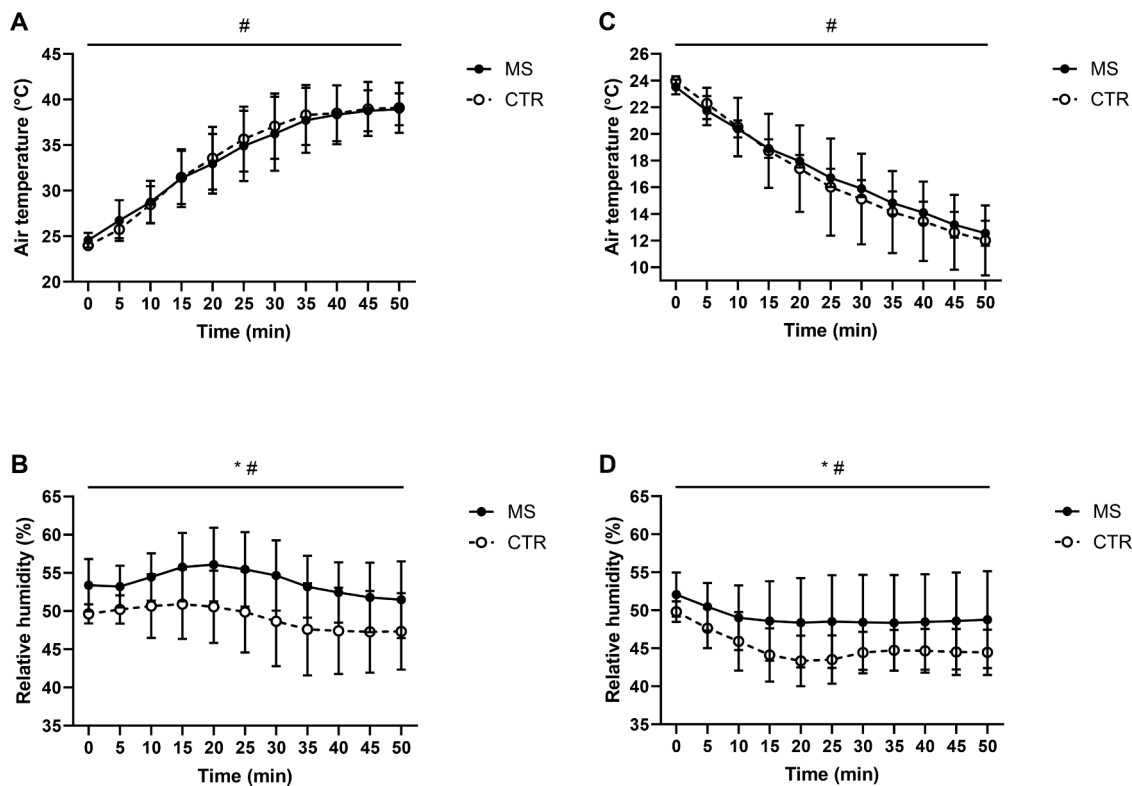 A
#
Air temperature (°C)
45
40
35
30
25
20
0 5 10 15 20 25 30 35 40 45 50
Time (min)
MS
CTR
C
#
Air temperature (°C)
26
24
22
20
18
16
14
12
10
0 5 10 15 20 25 30 35 40 45 50
Time (min)
MS
CTR
B
* #
Relative humidity (%)
65
60
55
50
45
40
35
0 5 10 15 20 25 30 35 40 45 50
Time (min)
MS
CTR
D
* #
Relative humidity (%)
65
60
55
50
45
40
35
0 5 10 15 20 25 30 35 40 45 50
Time (min)
MS
CTR